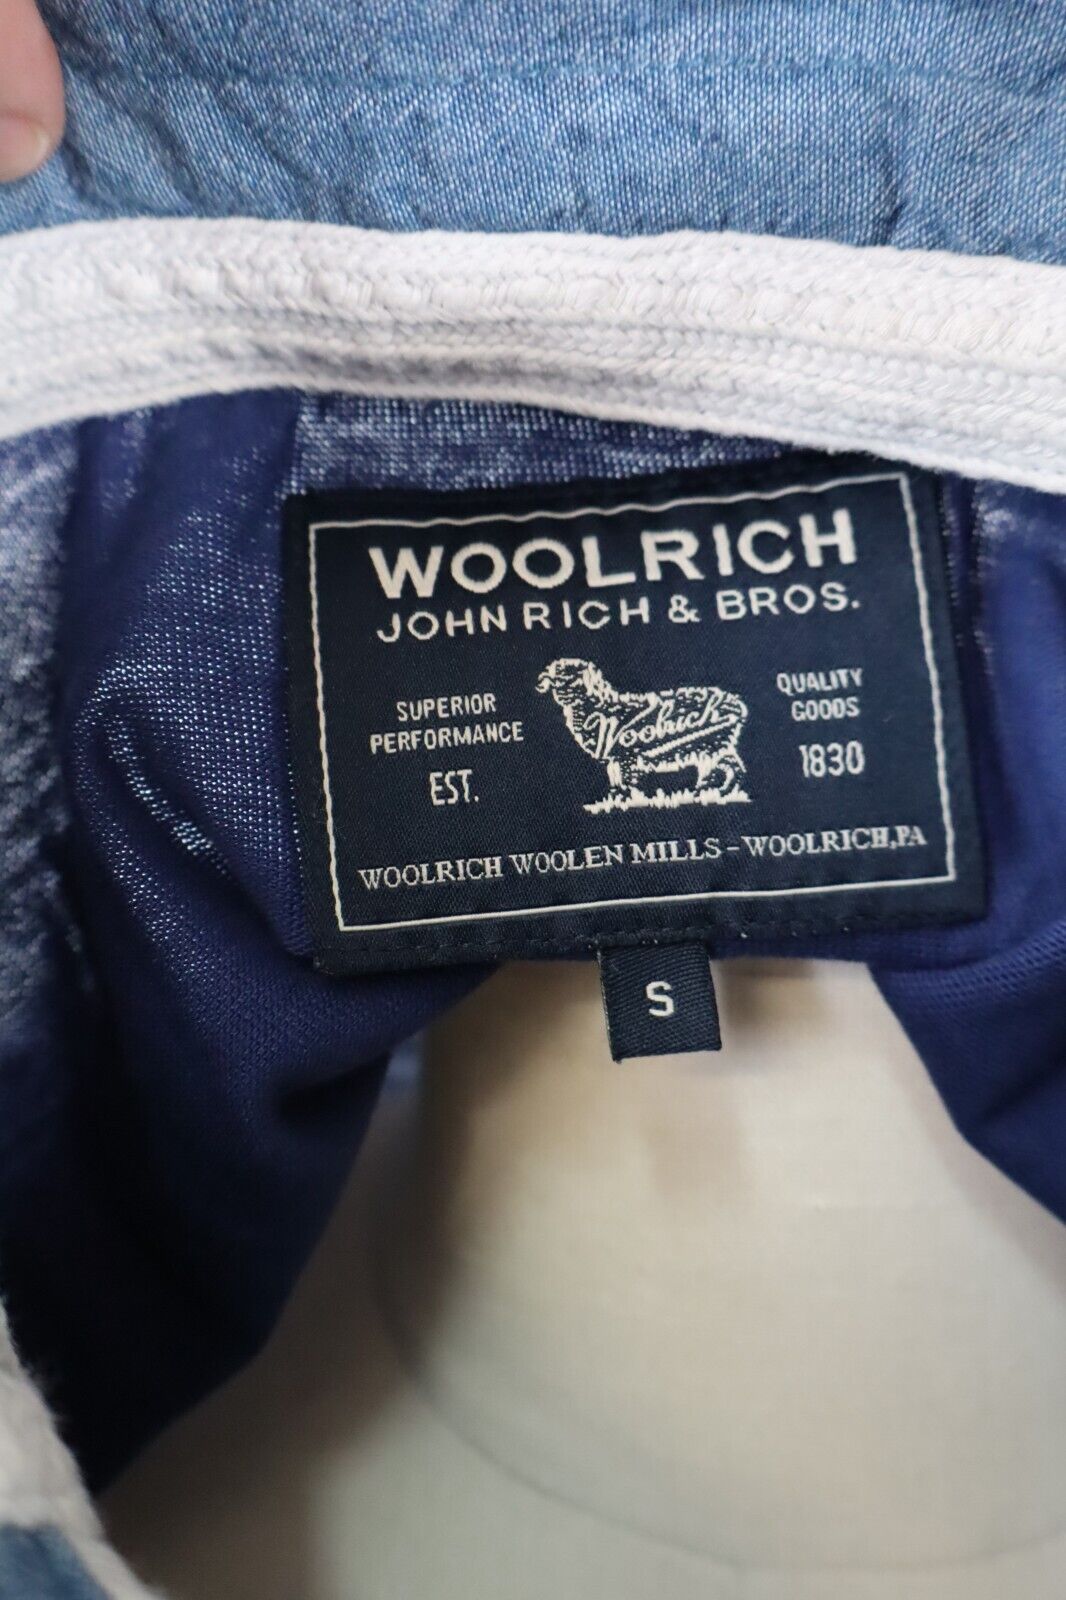 WOOLRICH
JOHN RICH & BROS.
SUPERIOR
PERFORMANCE
EST.
Woolrich
QUALITY
GOODS
1830
WOOLRICH WOOLEN MILLS - WOOLRICH, PA
S